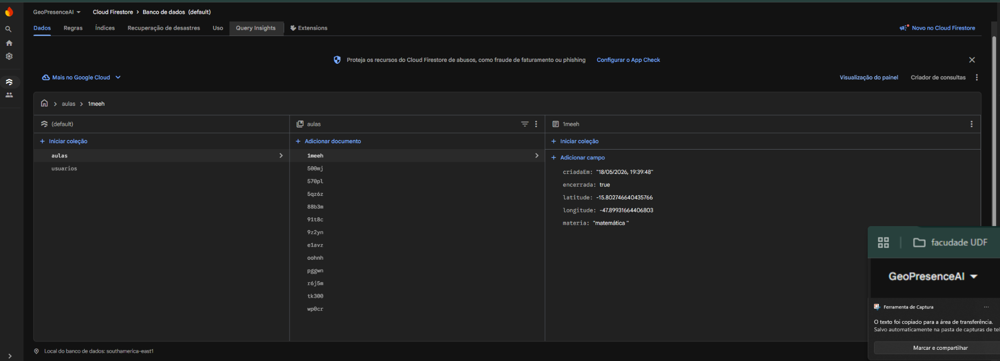 GeoPresenceAI
Cloud Firestore > Banco de dados (default)
Dados Regras Índices Recuperação de desastres Uso Query Insights Extensions
Novo no Cloud Firestore
Proteja os recursos do Cloud Firestore de abusos, como fraude de faturamento ou phishing Configurar o App Check
Mais no Google Cloud
Visualização do painel Criador de consultas
aulas > 1meeh
(default)
Iniciar coleção
aulas
usuarios
aulas
Adicionar documento
1meeh
500mj
570pl
5qz6z
88b3m
91t8c
9z2yn
e1avz
oohnh
pggwn
r6j5m
tk300
wp0cr
1meeh
Iniciar coleção
Adicionar campo
criadaEm: "18/05/2026, 19:39:48"
encerrada: true
latitude: -15.802746640435766
longitude: -47.89931664406803
materia: "matemática "
Local do banco de dados: southamerica-east1
facudade UDF
GeoPresenceAI
Ferramenta de Captura
O texto foi copiado para a área de transferência.
Salvo automaticamente na pasta de capturas de tel
Marcar e compartilhar